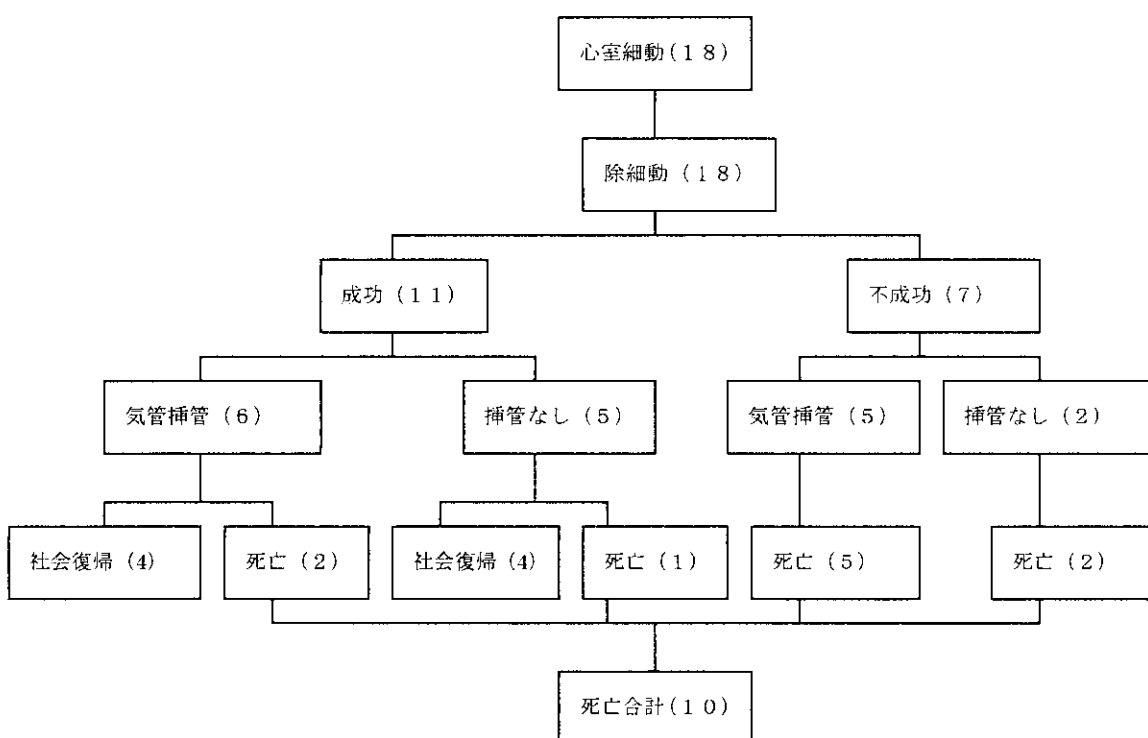 心室細動(１８)
除細動 (１８)
成功 (１１)
不成功 (７)
気管挿管 (６)
挿管なし (５)
気管挿管 (５)
挿管なし (２)
社会復帰 (4)
死亡 (２)
社会復帰 (4)
死亡 (１)
死亡 (５)
死亡 (２)
死亡合計(１０)